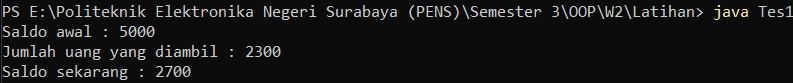 PS E:\Politeknik Elektronika Negeri Surabaya (PENS)\Semester 3\OOP\W2\Latihan> java Tes1
Saldo awal : 5000
Jumlah uang yang diambil : 2300
Saldo sekarang : 2700